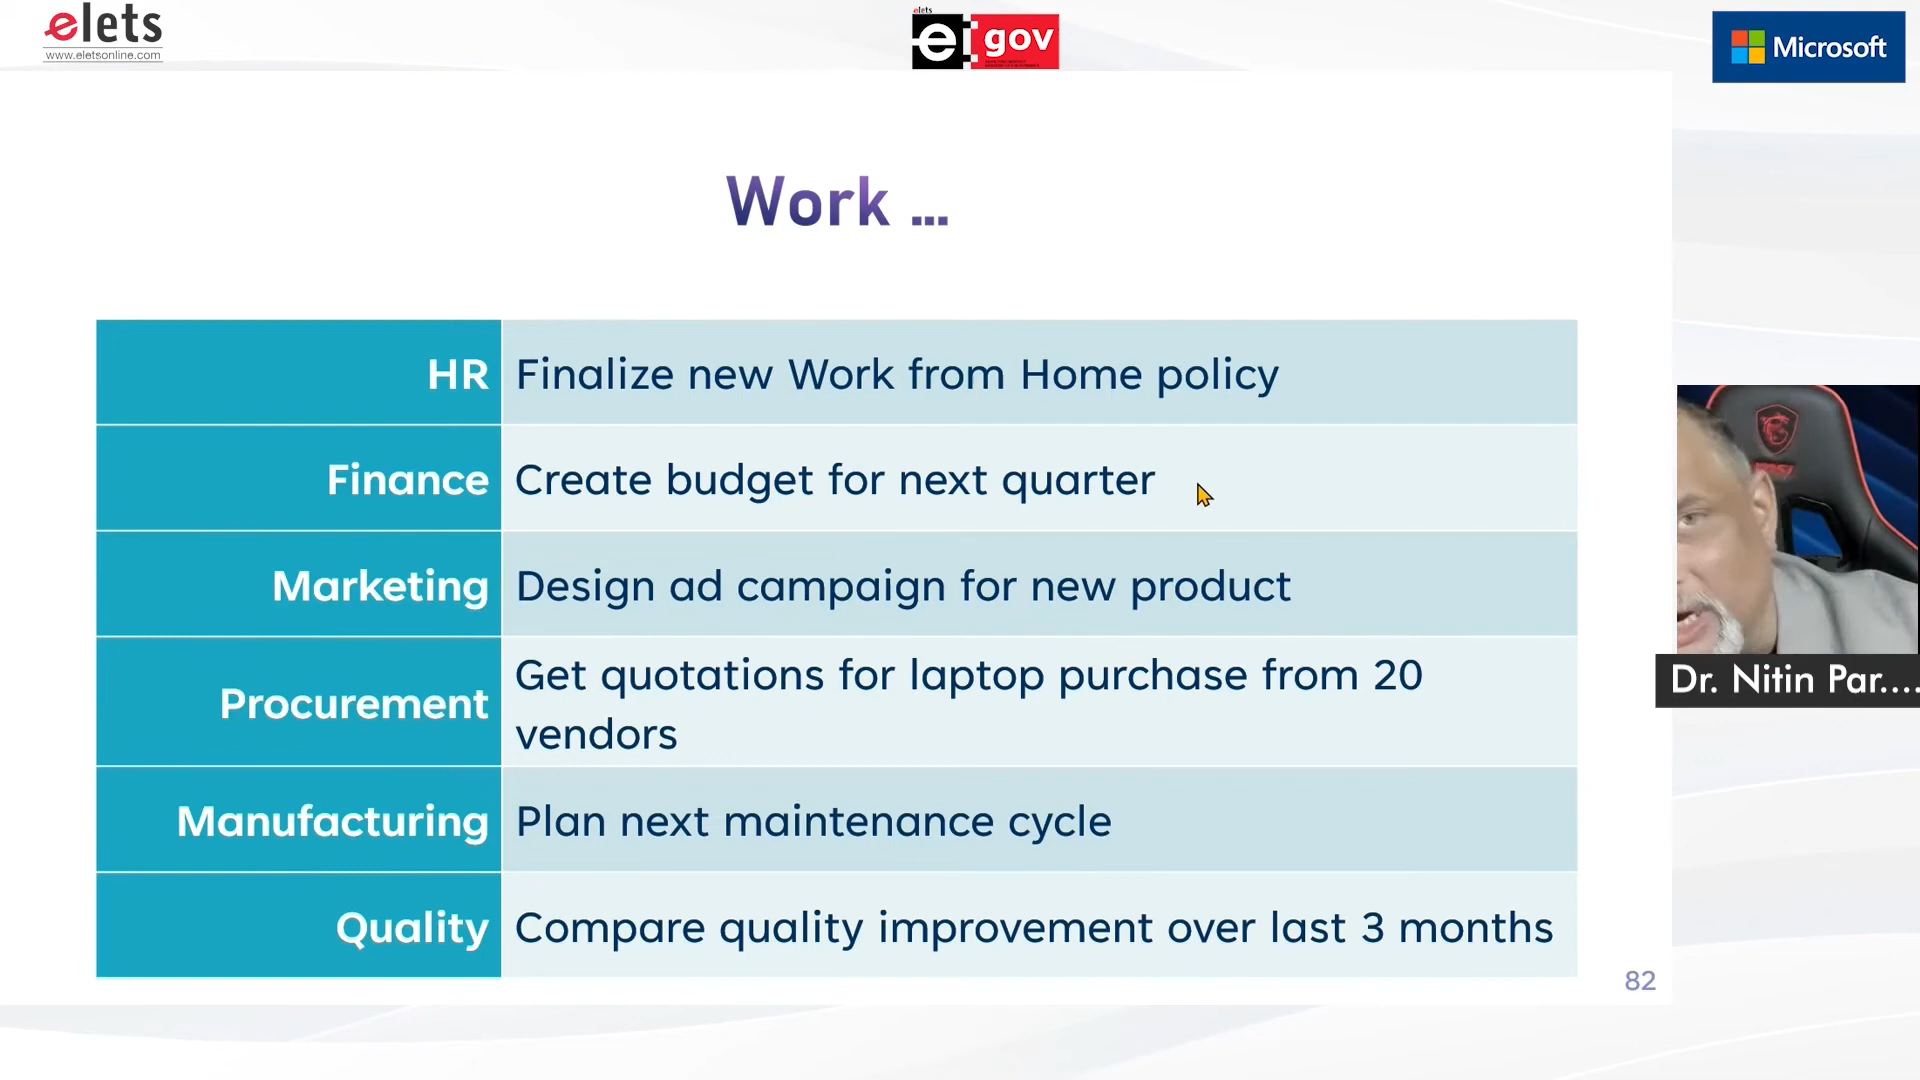 elets
www.eletsonline.com
elets
e gov
Microsoft
Work ...
HR Finalize new Work from Home policy
Finance Create budget for next quarter
Marketing Design ad campaign for new product
Procurement Get quotations for laptop purchase from 20
vendors
Manufacturing Plan next maintenance cycle
Quality Compare quality improvement over last 3 months
82
Dr. Nitin Par....